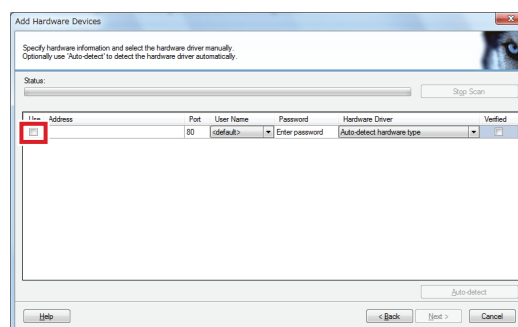 Add Hardware Devices
Specify hardware information and select the hardware driver manually.
Optionally use 'Auto-detect' to detect the hardware driver automatically.
Status:
Stop Scan
Use Address Port User Name Password Hardware Driver Verified
80 <default> Enter password Auto-detect hardware type
Auto-detect
Help < Back Next > Cancel